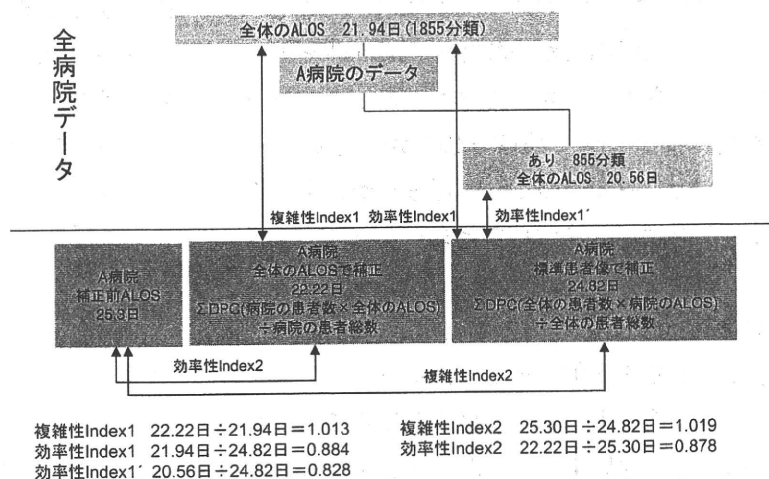 全病院データ
全体のALOS 21.94日(1855分類)
A病院のデータ
あり 855分類
全体のALOS 20.56日
複雑性Index1 効率性Index1 効率性Index1´
A病院
補正前ALOS
25.3日
A病院
全体のALOSで補正
22.22日
ΣDPC(病院の患者数×全体のALOS)
÷病院の患者総数
A病院
標準患者像で補正
24.82日
ΣDPC(全体の患者数×病院のALOS)
÷全体の患者総数
効率性Index2
複雑性Index2
複雑性Index1 22.22日÷21.94日=1.013
効率性Index1 21.94日÷24.82日=0.884
効率性Index1´ 20.56日÷24.82日=0.828
複雑性Index2 25.30日÷24.82日=1.019
効率性Index2 22.22日÷25.30日=0.878